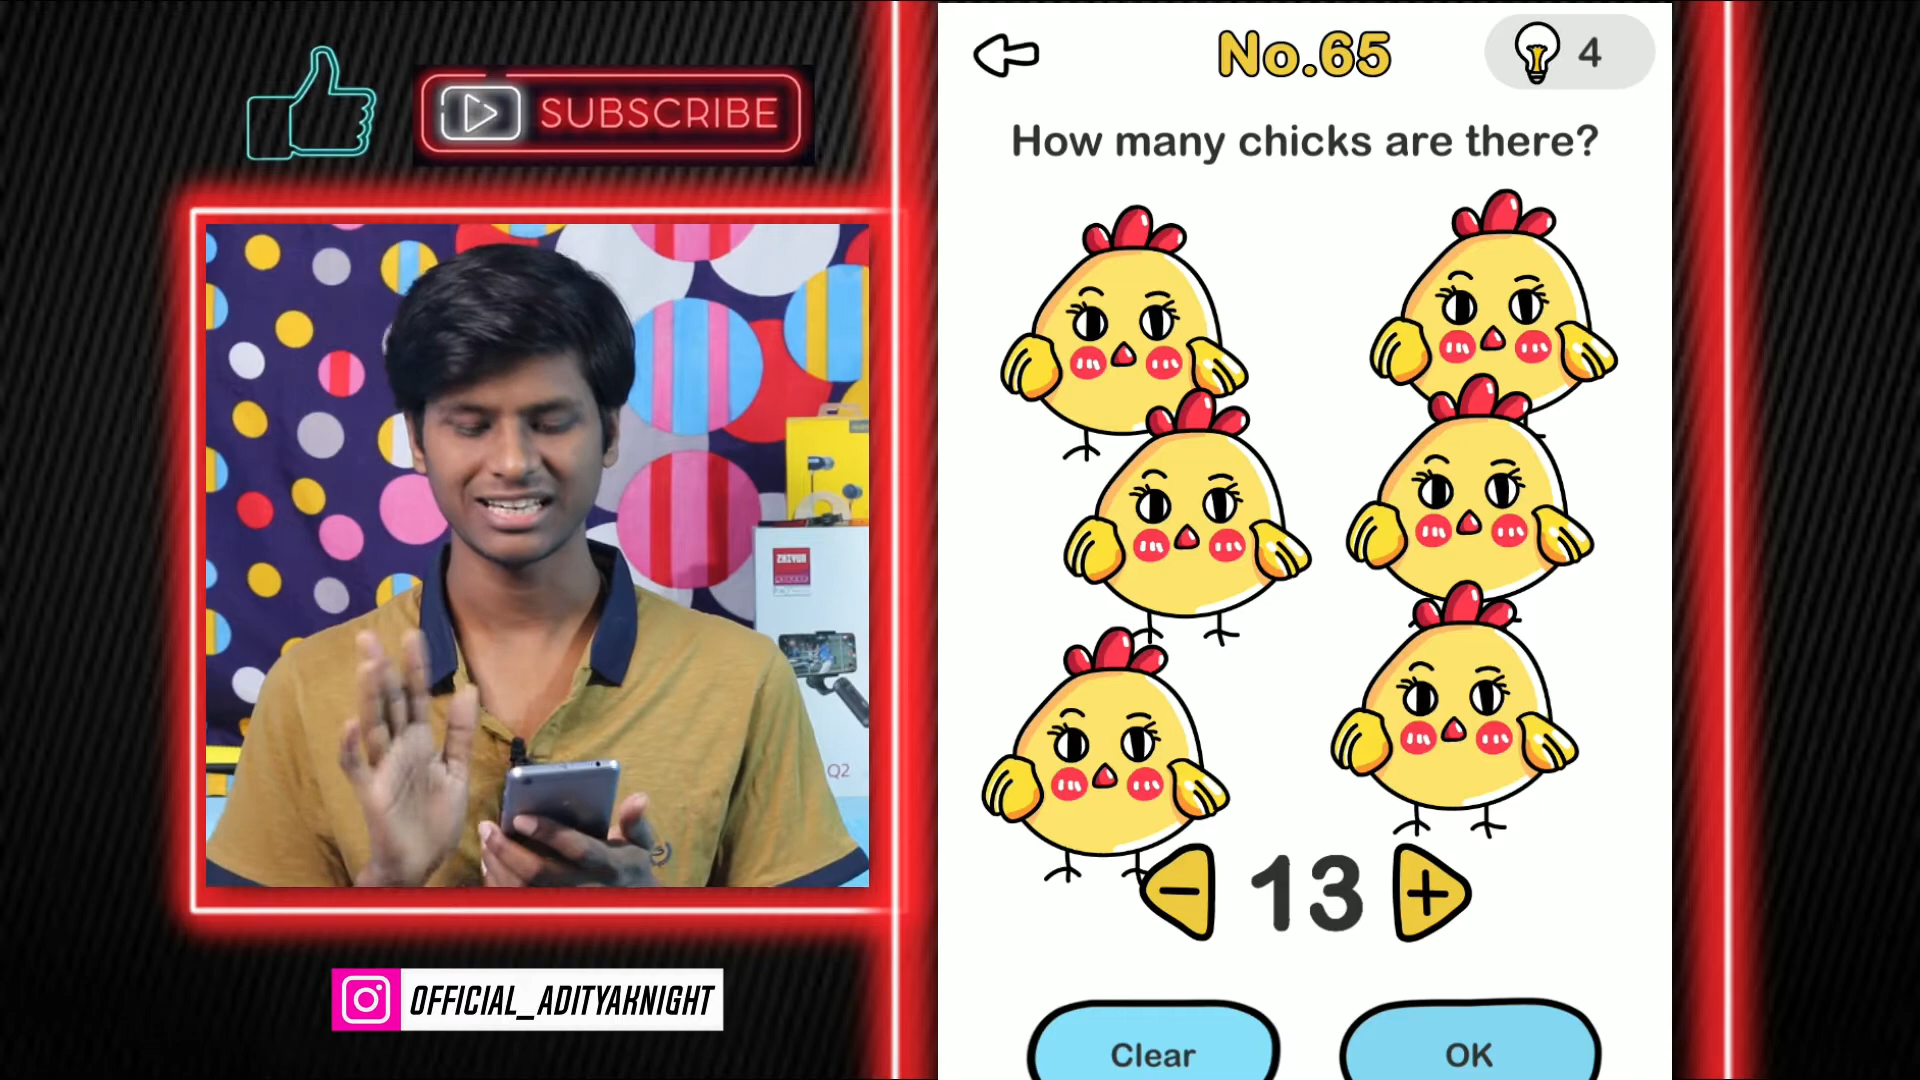 SUBSCRIBE
No.65
4
How many chicks are there?
Q2
13
Clear
OK
OFFICIAL_ADITYAKNIGHT